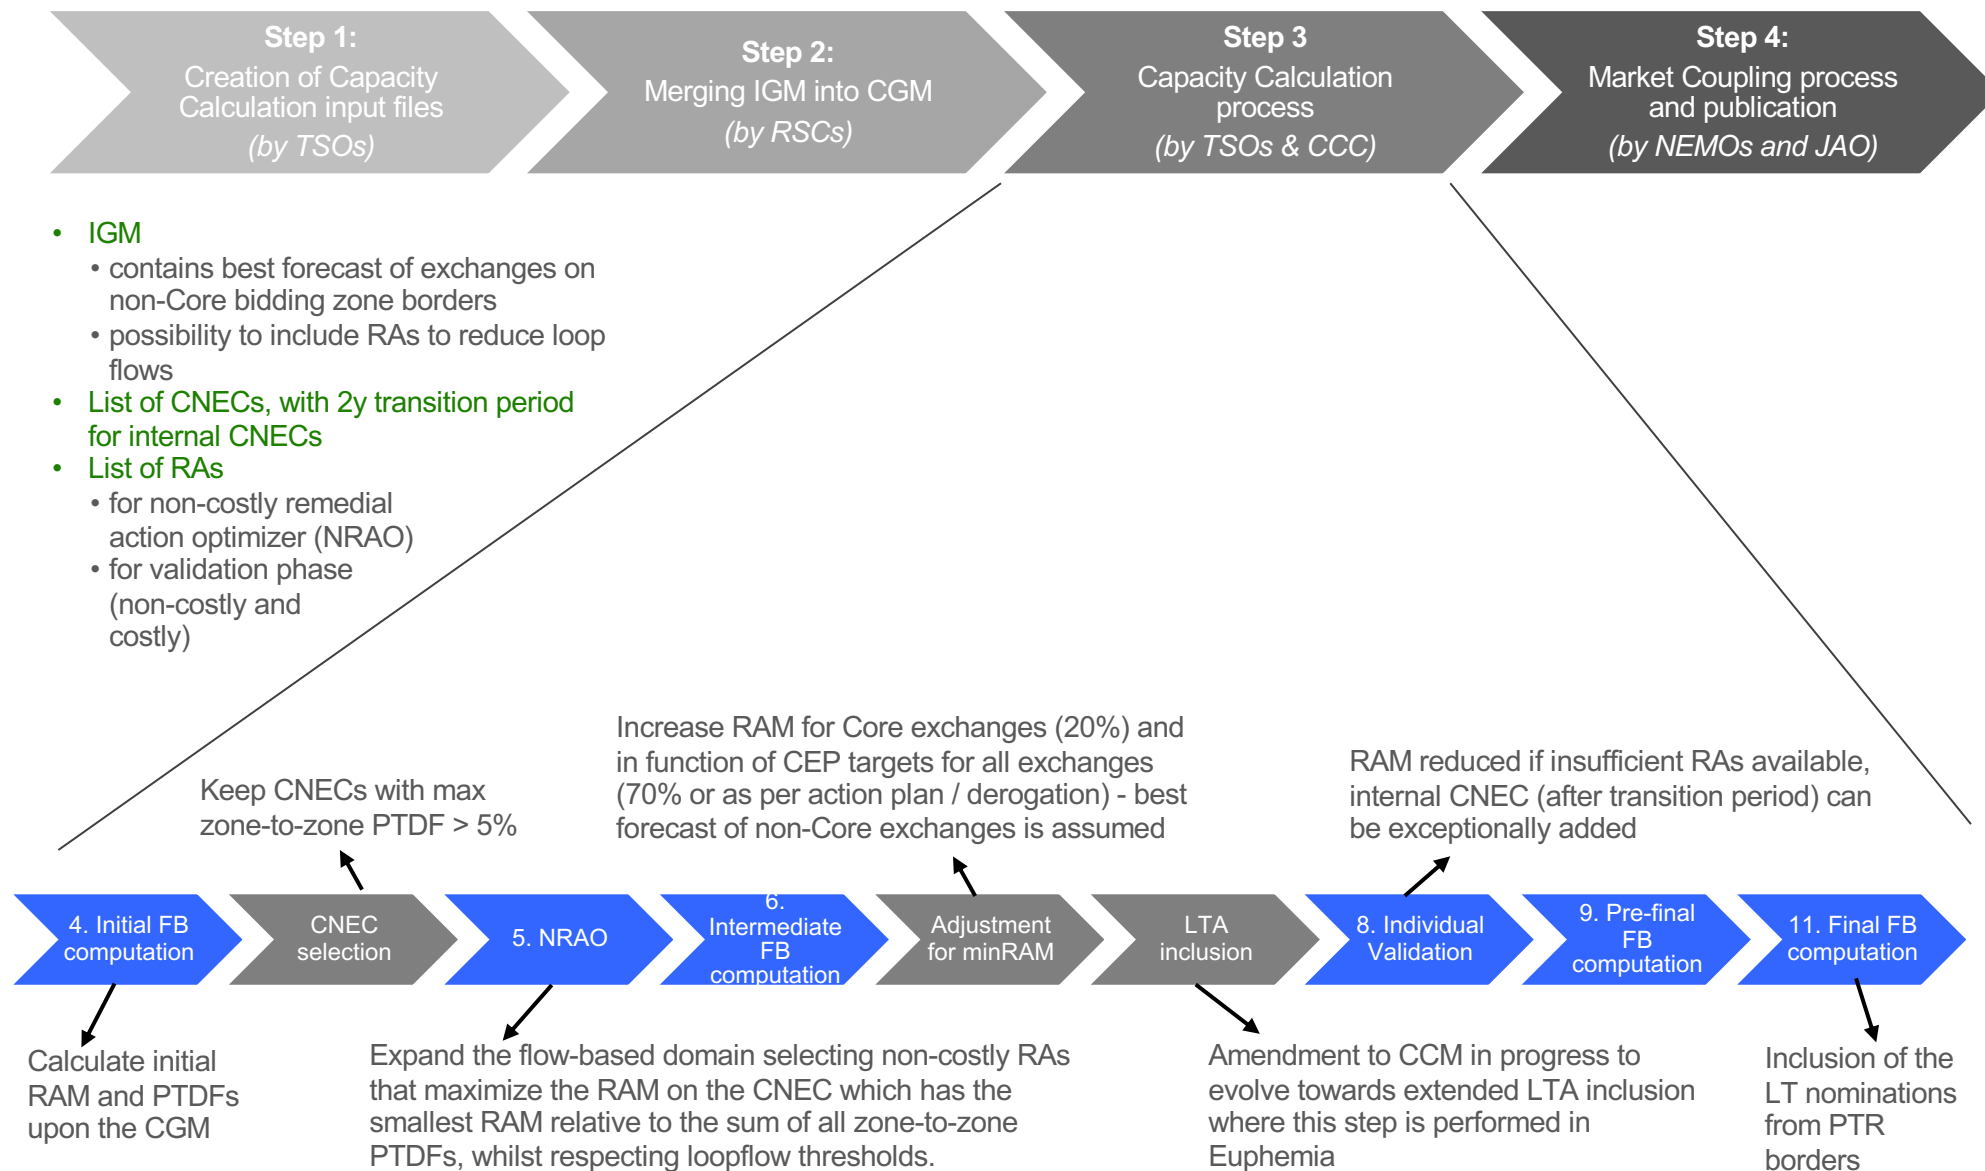 Step 1:
Creation of Capacity
Calculation input files
(by TSOs)
Step 2:
Merging IGM into CGM
(by RSCs)
Step 3
Capacity Calculation
process
(by TSOs & CCC)
Step 4:
Market Coupling process
and publication
(by NEMOs and JAO)
• IGM
• contains best forecast of exchanges on
non-Core bidding zone borders
• possibility to include RAs to reduce loop
flows
• List of CNECs, with 2y transition period
for internal CNECs
• List of RAs
• for non-costly remedial
action optimizer (NRAO)
• for validation phase
(non-costly and
costly)
Keep CNECs with max
zone-to-zone PTDF > 5%
Increase RAM for Core exchanges (20%) and
in function of CEP targets for all exchanges
(70% or as per action plan / derogation) - best
forecast of non-Core exchanges is assumed
RAM reduced if insufficient RAs available,
internal CNEC (after transition period) can
be exceptionally added
4. Initial FB
computation
CNEC
selection
5. NRAO
6.
Intermediate
FB
computation
Adjustment
for minRAM
LTA
inclusion
8. Individual
Validation
9. Pre-final
FB
computation
11. Final FB
computation
Calculate initial
RAM and PTDFs
upon the CGM
Expand the flow-based domain selecting non-costly RAs
that maximize the RAM on the CNEC which has the
smallest RAM relative to the sum of all zone-to-zone
PTDFs, whilst respecting loopflow thresholds.
Amendment to CCM in progress to
evolve towards extended LTA inclusion
where this step is performed in
Euphemia
Inclusion of the
LT nominations
from PTR
borders